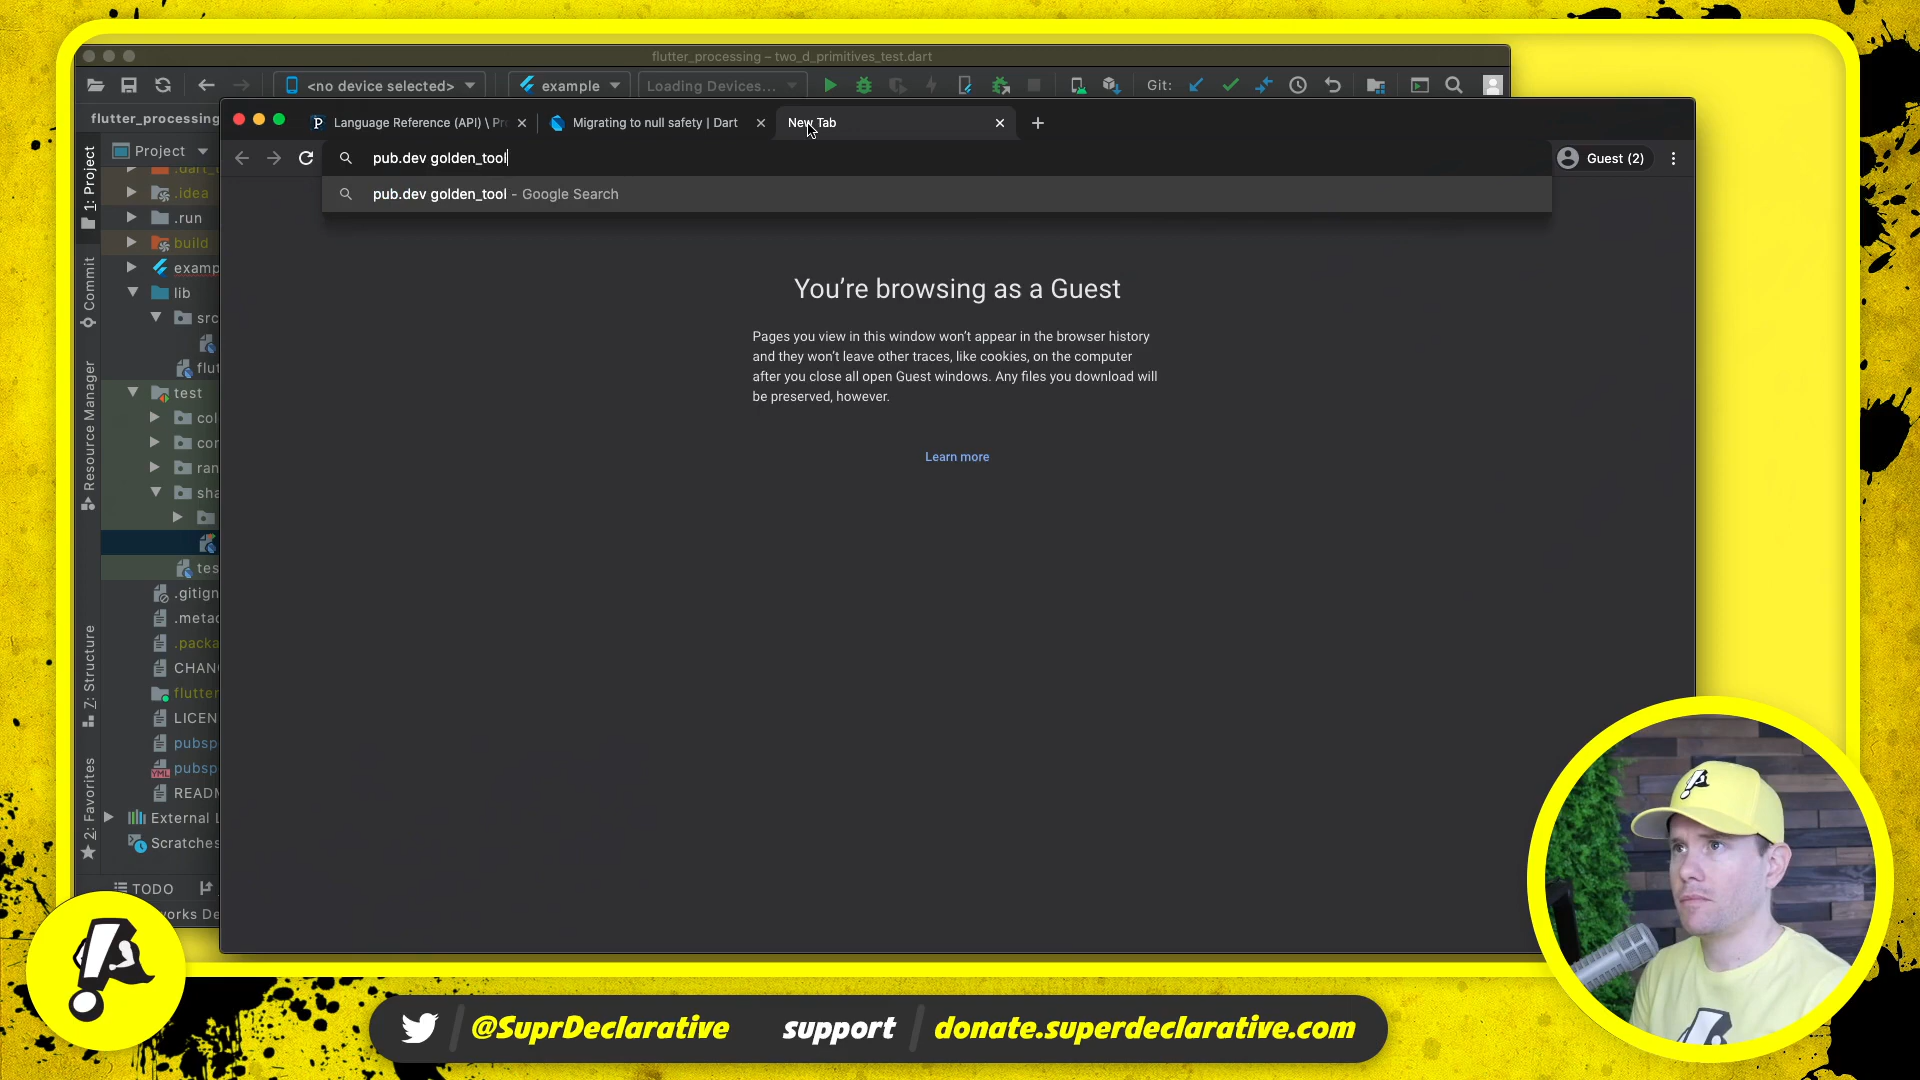 flutter_processing – two_d_primitives_test.dart
<no device selected>
example
Loading Devices...
Git:
flutter_processing
Language Reference (API) \ Pr
Migrating to null safety | Dart
New Tab
1: Project
Project
pub.dev golden_tool
Guest (2)
pub.dev golden_tool - Google Search
.idea
.run
build
examp
lib
src
flut
test
col
ran
sha
tes
.gitign
.meta
.packa
CHAN
flutter
LICEN
pubsp
pubsp
READM
External L
Scratches
Commit
Resource Manager
7: Structure
2: Favorites
TODO
works De
You're browsing as a Guest
Pages you view in this window won't appear in the browser history
and they won't leave other traces, like cookies, on the computer
after you close all open Guest windows. Any files you download will
be preserved, however.
Learn more
@SuprDeclarative
support
donate.superdeclarative.com